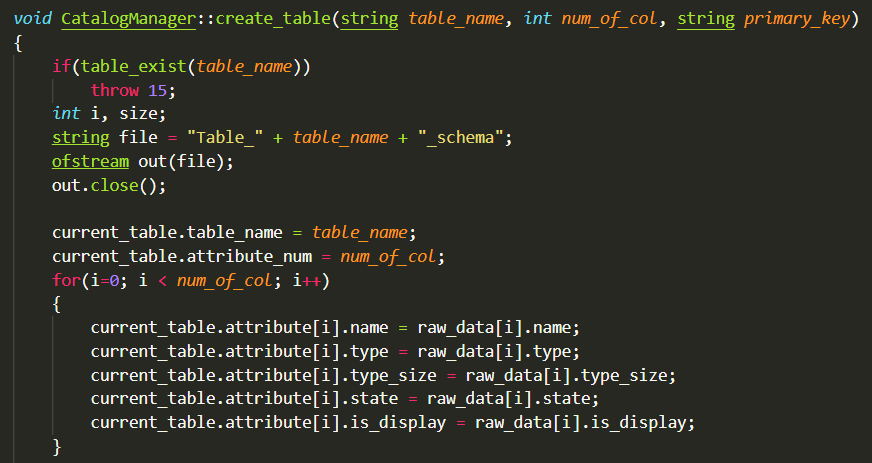 void CatalogManager::create_table(string table_name, int num_of_col, string primary_key)
{
    if(table_exist(table_name))
        throw 15;
    int i, size;
    string file = "Table_" + table_name + "_schema";
    ofstream out(file);
    out.close();

    current_table.table_name = table_name;
    current_table.attribute_num = num_of_col;
    for(i=0; i < num_of_col; i++)
    {
        current_table.attribute[i].name = raw_data[i].name;
        current_table.attribute[i].type = raw_data[i].type;
        current_table.attribute[i].type_size = raw_data[i].type_size;
        current_table.attribute[i].state = raw_data[i].state;
        current_table.attribute[i].is_display = raw_data[i].is_display;
    }